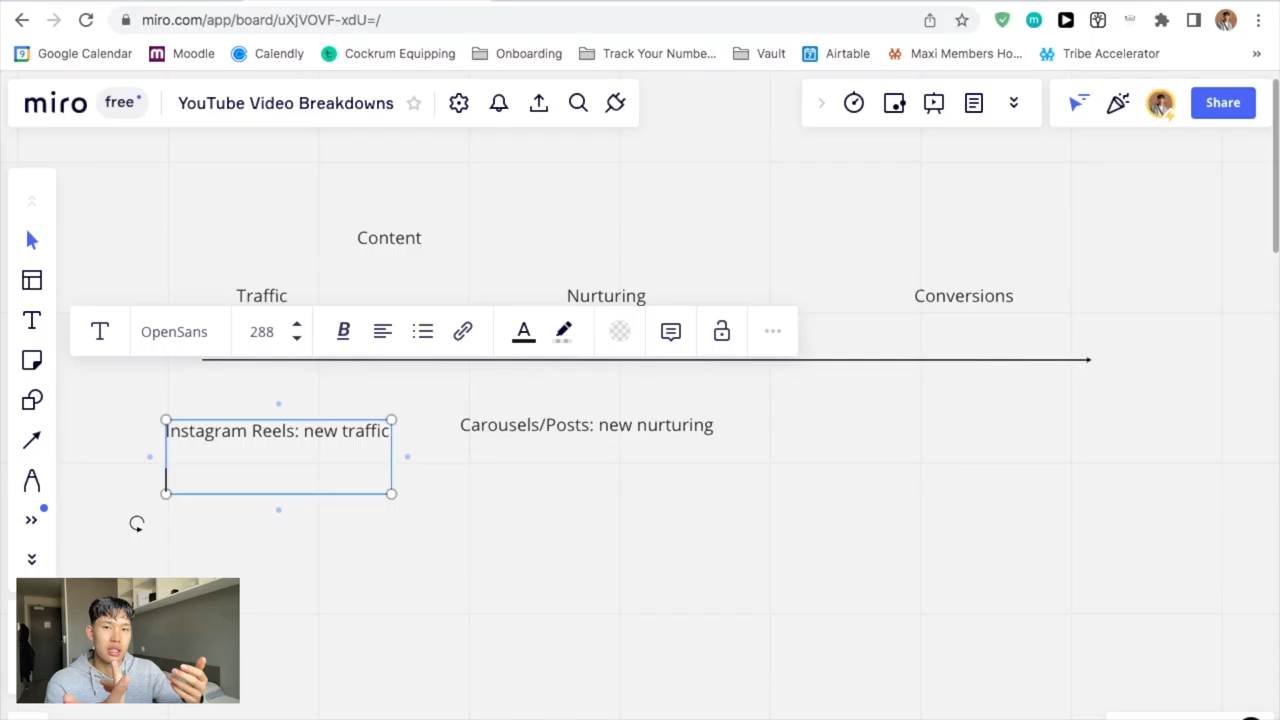 miro.com/app/board/uXjVOVF-xdU=/
Google Calendar Moodle Calendly Cockrum Equipping Onboarding Track Your Numbe... Vault Airtable Maxi Members Ho... Tribe Accelerator »
miro free YouTube Video Breakdowns Share
Content
Traffic Nurturing Conversions
OpenSans 288 B A
Instagram Reels: new traffic Carousels/Posts: new nurturing